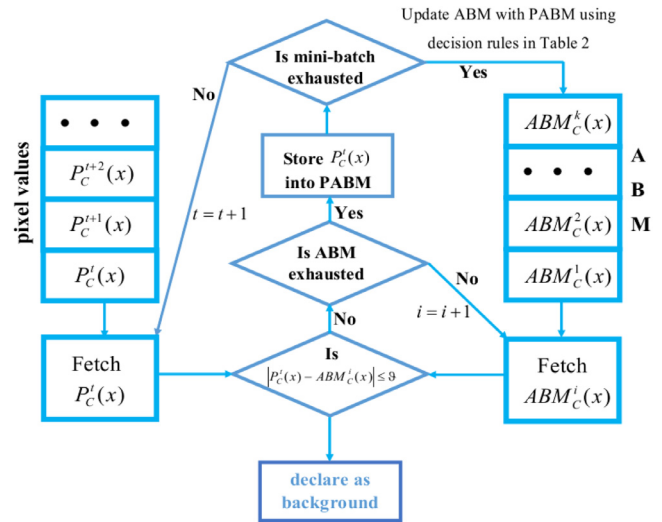 Update ABM with PABM using
decision rules in Table 2
Is mini-batch
exhausted
Yes
No
• • •
P_C^{t+2}(x)
P_C^{t+1}(x)
P_C^t(x)
pixel values
t = t+1
Store P_C^t(x)
into PABM
Yes
Is ABM
exhausted
No
i = i+1
No
ABM_C^k(x)
• • •
ABM_C^2(x)
ABM_C^1(x)
A
B
M
Fetch
P_C^t(x)
Is
|P_C^t(x) − ABM_C^i(x)| ≤ ϑ
Fetch
ABM_C^i(x)
declare as
background